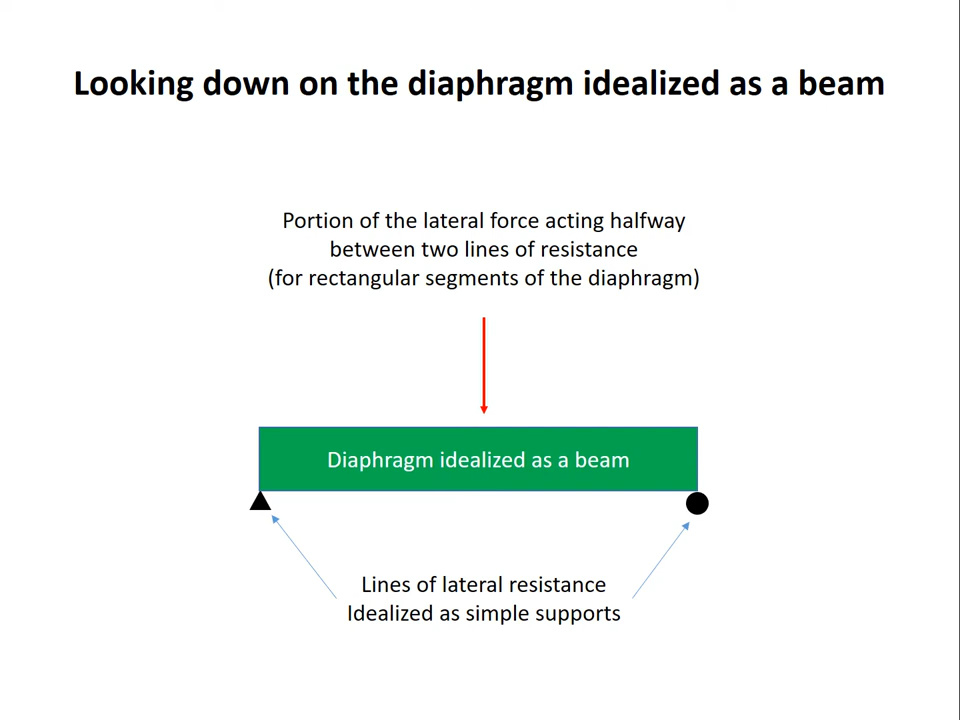 Looking down on the diaphragm idealized as a beam
Portion of the lateral force acting halfway
between two lines of resistance
(for rectangular segments of the diaphragm)
Diaphragm idealized as a beam
Lines of lateral resistance
Idealized as simple supports